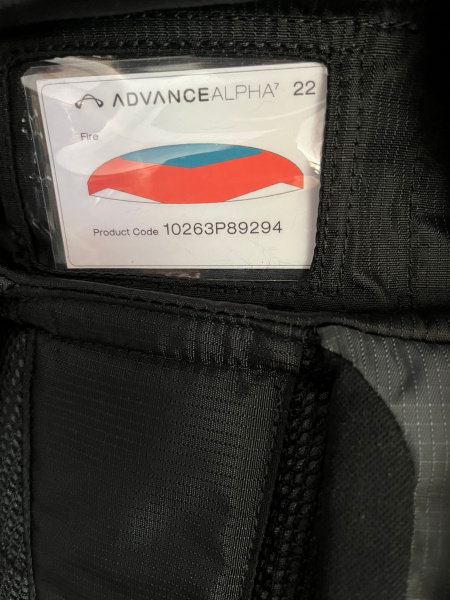 ADVANCEALPHA⁷ 22
Fire
Product Code 10263P89294